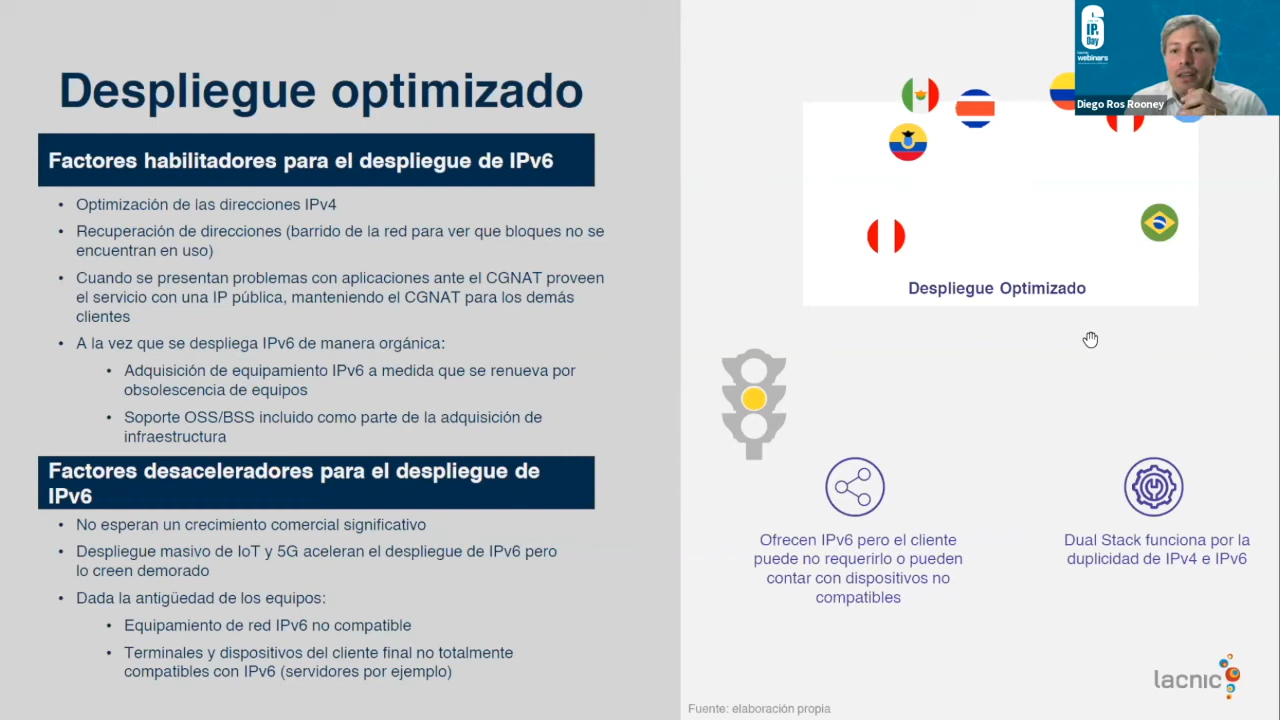 Despliegue optimizado
Factores habilitadores para el despliegue de IPv6
• Optimización de las direcciones IPv4
• Recuperación de direcciones (barrido de la red para ver que bloques no se
encuentran en uso)
• Cuando se presentan problemas con aplicaciones ante el CGNAT proveen
el servicio con una IP pública, manteniendo el CGNAT para los demás
clientes
• A la vez que se despliega IPv6 de manera orgánica:
• Adquisición de equipamiento IPv6 a medida que se renueva por
obsolescencia de equipos
• Soporte OSS/BSS incluido como parte de la adquisición de
infraestructura
Factores desaceleradores para el despliegue de
IPv6
• No esperan un crecimiento comercial significativo
• Despliegue masivo de IoT y 5G aceleran el despliegue de IPv6 pero
lo creen demorado
• Dada la antigüedad de los equipos:
• Equipamiento de red IPv6 no compatible
• Terminales y dispositivos del cliente final no totalmente
compatibles con IPv6 (servidores por ejemplo)
6
IPv6
Day
webinars
Diego Ros Rooney
Despliegue Optimizado
Ofrecen IPv6 pero el cliente
puede no requerirlo o pueden
contar con dispositivos no
compatibles
Dual Stack funciona por la
duplicidad de IPv4 e IPv6
lacnic
Fuente: elaboración propia